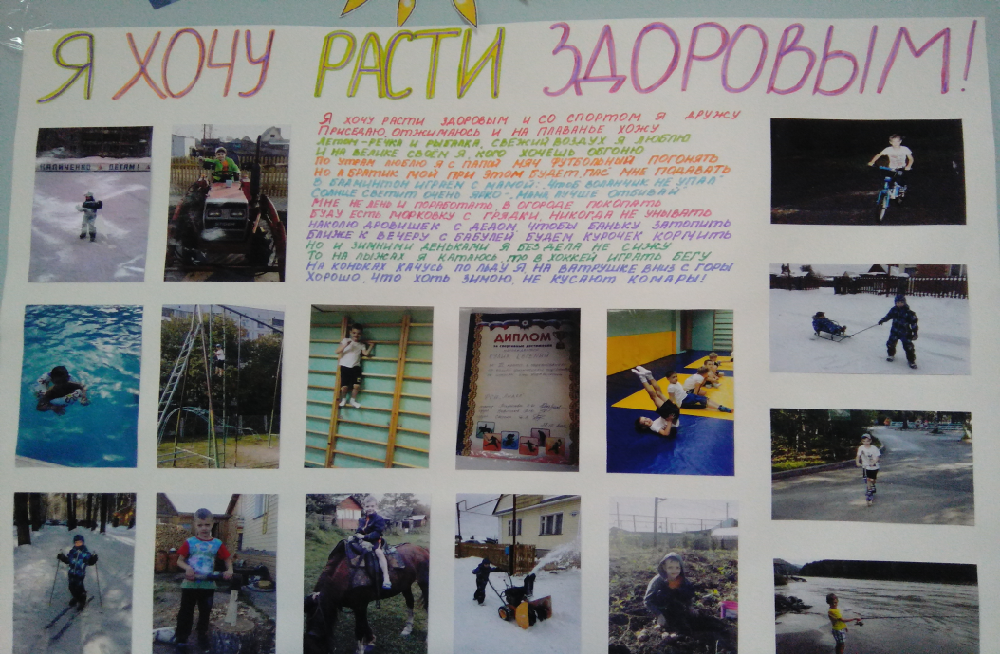 Я ХОЧУ РАСТИ ЗДОРОВЫМ!
Я ХОЧУ РАСТИ ЗДОРОВЫМ И СО СПОРТОМ Я ДРУЖУ
ПРИСЕДАЮ, ОТЖИМАЮСЬ И НА ПЛАВАНЬЕ ХОЖУ
ЛЕТОМ-РЕЧКА И РЫБАЛКА, СВЕЖИЙ ВОЗДУХ Я ЛЮБЛЮ
И НА ВЕЛИКЕ СВОЁМ Я, КОГО ХОЧЕШЬ ОБГОНЮ
ПО УТРАМ ЛЮБЛЮ Я С ПАПОЙ МЯЧ ФУТБОЛЬНЫЙ ПОГОНЯТЬ
НО А БРАТИК МОЙ ПРИ ЭТОМ БУДЕТ ПАС МНЕ ПОДАВАТЬ
В БАДМИНТОН ИГРАЕМ С МАМОЙ: ЧТОБ ВОЛАНЧИК НЕ УПАЛ"
СОЛНЦЕ СВЕТИТ ОЧЕНЬ ЯРКО-„МАМА, ЛУЧШЕ ОТБИВАЙ"
МНЕ НЕ ЛЕНЬ И ПОРАБОТАТЬ, В ОГОРОДЕ ПОКОПАТЬ
БУДУ ЕСТЬ МОРКОВКУ С ГРЯДКИ, НИКОГДА НЕ УНЫВАТЬ
НАКОЛЮ ДРОВИШЕК С ДЕДОМ, ЧТОБЫ БАНЬКУ ЗАТОПИТЬ
БЛИЖЕ К ВЕЧЕРУ С БАБУЛЕЙ БУДЕМ КУРОЧЕК КОРМИТЬ
НО И ЗИМНИМИ ДЕНЬКАМИ Я БЕЗ ДЕЛА НЕ СИЖУ
ТО НА ЛЫЖАХ Я КАТАЮСЬ, ТО В ХОККЕЙ ИГРАТЬ БЕГУ
НА КОНЬКАХ КАЧУСЬ ПО ЛЬДУ Я, НА ВАТРУШКЕ ВНИЗ С ГОРЫ
ХОРОШО, ЧТО ХОТЬ ЗИМОЮ, НЕ КУСАЮТ КОМАРЫ!
ДЕТЯМ!
ДИПЛОМ